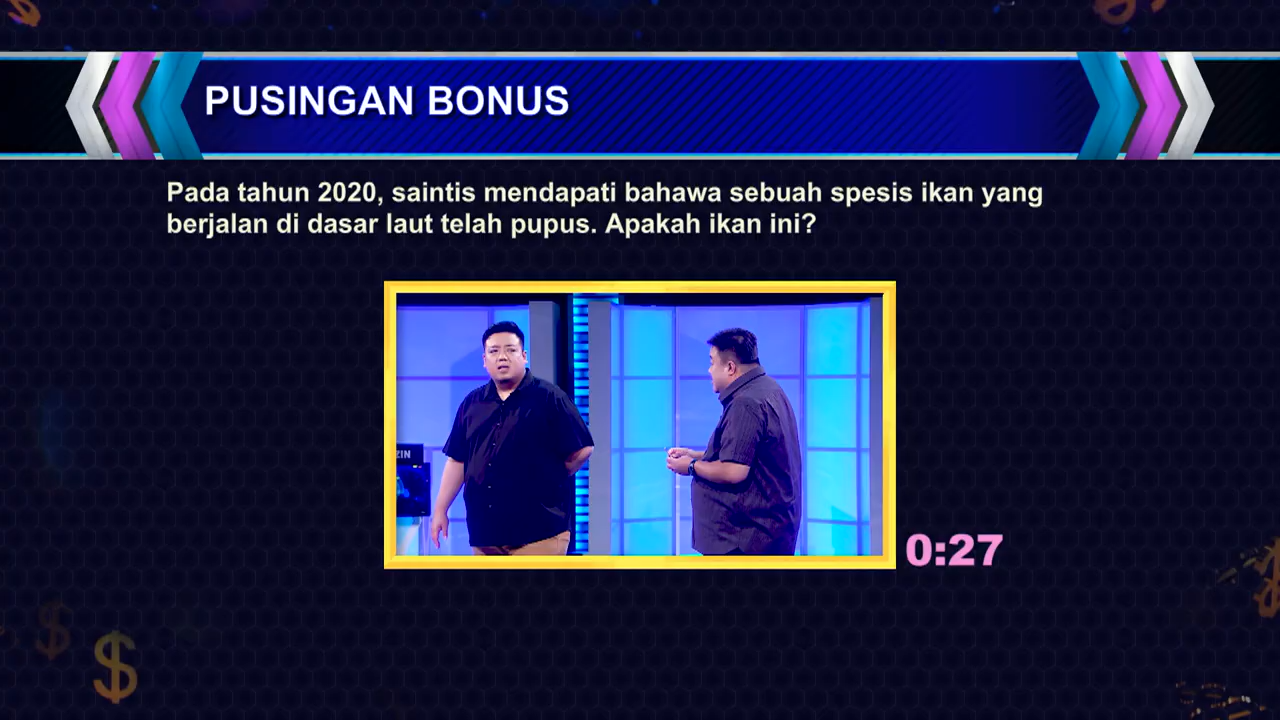 PUSINGAN BONUS
Pada tahun 2020, saintis mendapati bahawa sebuah spesis ikan yang
berjalan di dasar laut telah pupus. Apakah ikan ini?
ZIN
0:27